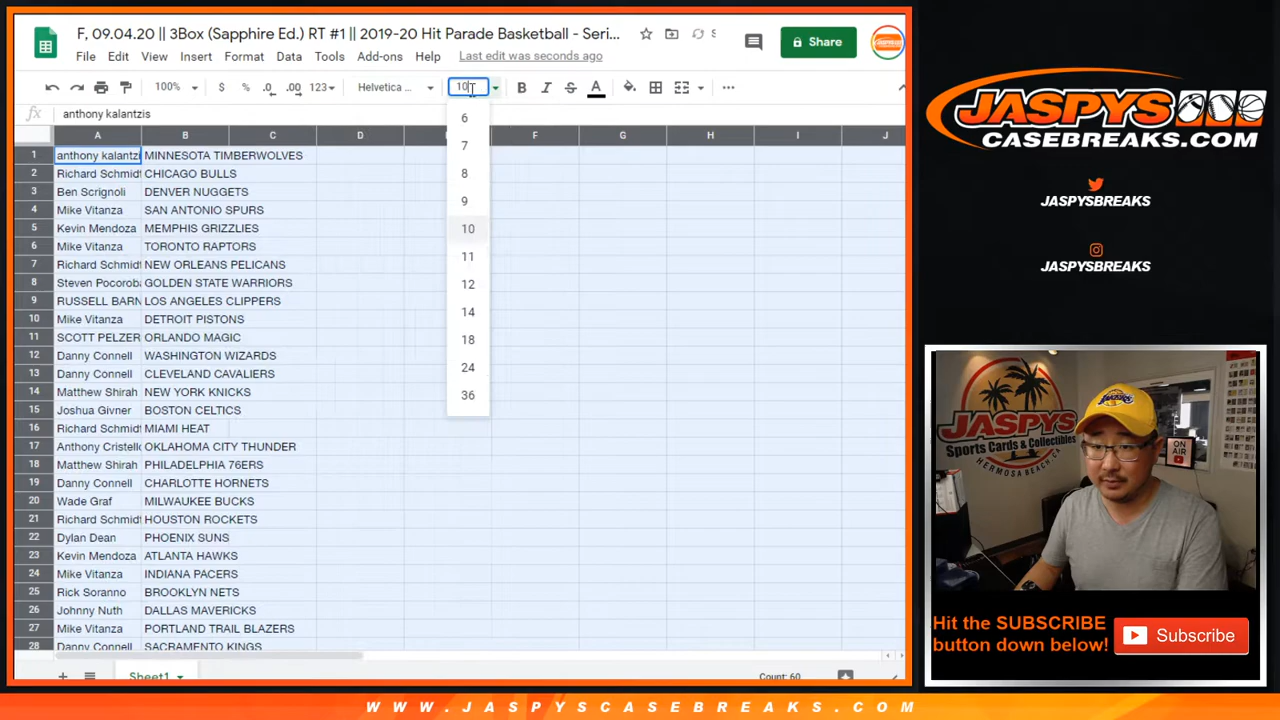 F, 09.04.20 || 3Box (Sapphire Ed.) RT #1 || 2019-20 Hit Parade Basketball - Seri...
S
Share
File Edit View Insert Format Data Tools Add-ons Help Last edit was seconds ago
100% $ % .0 .00 123 Helvetica ... 10 B I S A
fx anthony kalantzis
A B C D F G H I J
1 anthony kalantzi MINNESOTA TIMBERWOLVES
2 Richard Schmidt CHICAGO BULLS
3 Ben Scrignoli DENVER NUGGETS
4 Mike Vitanza SAN ANTONIO SPURS
5 Kevin Mendoza MEMPHIS GRIZZLIES
6 Mike Vitanza TORONTO RAPTORS
7 Richard Schmidt NEW ORLEANS PELICANS
8 Steven Pocoroba GOLDEN STATE WARRIORS
9 RUSSELL BARN LOS ANGELES CLIPPERS
10 Mike Vitanza DETROIT PISTONS
11 SCOTT PELZER ORLANDO MAGIC
12 Danny Connell WASHINGTON WIZARDS
13 Danny Connell CLEVELAND CAVALIERS
14 Matthew Shirah NEW YORK KNICKS
15 Joshua Givner BOSTON CELTICS
16 Richard Schmidt MIAMI HEAT
17 Anthony Cristello OKLAHOMA CITY THUNDER
18 Matthew Shirah PHILADELPHIA 76ERS
19 Danny Connell CHARLOTTE HORNETS
20 Wade Graf MILWAUKEE BUCKS
21 Richard Schmidt HOUSTON ROCKETS
22 Dylan Dean PHOENIX SUNS
23 Kevin Mendoza ATLANTA HAWKS
24 Mike Vitanza INDIANA PACERS
25 Rick Soranno BROOKLYN NETS
26 Johnny Nuth DALLAS MAVERICKS
27 Mike Vitanza PORTLAND TRAIL BLAZERS
28 Danny Connell SACRAMENTO KINGS
6
7
8
9
10
11
12
14
18
24
36
Sheet1
Count: 60
JASPYS
CASEBREAKS.COM
JASPYSBREAKS
JASPYSBREAKS
JASPYS
Sports Cards & Collectibles
HERMOSA BEACH, CA
ON AIR
Hit the SUBSCRIBE
button down below!
Subscribe
WWW.JASPYSCASEBREAKS.COM